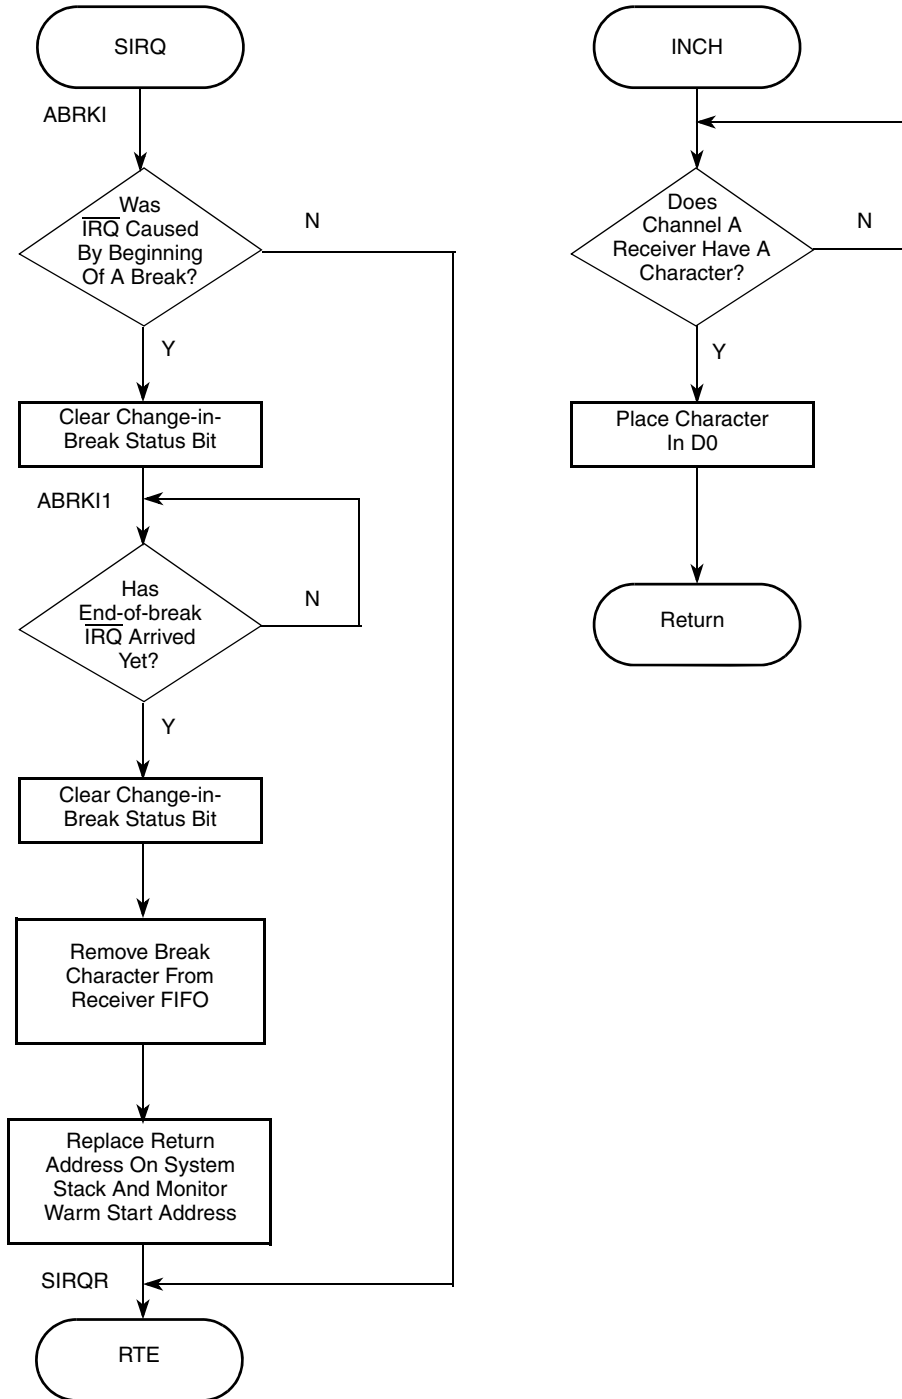 SIRQ
ABRKI
Was
IRQ Caused
By Beginning
Of A Break?
N
Y
Clear Change-in-
Break Status Bit
ABRKI1
Has
End-of-break
IRQ Arrived
Yet?
N
Y
Clear Change-in-
Break Status Bit
Remove Break
Character From
Receiver FIFO
Replace Return
Address On System
Stack And Monitor
Warm Start Address
SIRQR
RTE
INCH
Does
Channel A
Receiver Have A
Character?
N
Y
Place Character
In D0
Return